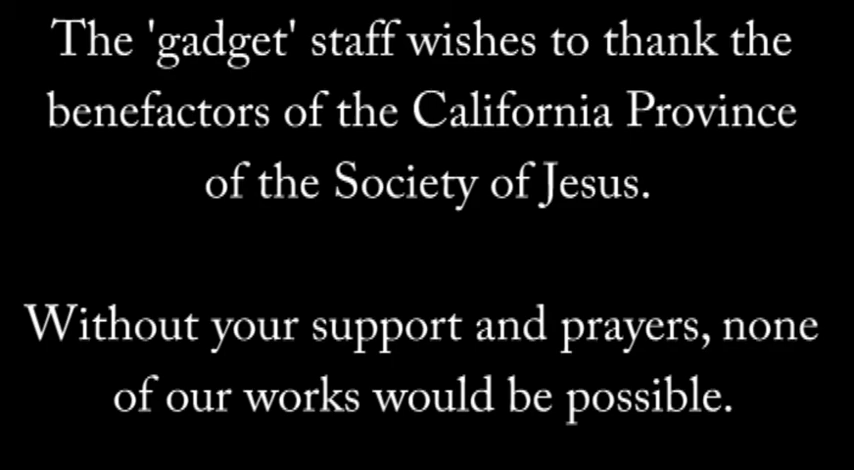 The 'gadget' staff wishes to thank the
benefactors of the California Province
of the Society of Jesus.
Without your support and prayers, none
of our works would be possible.